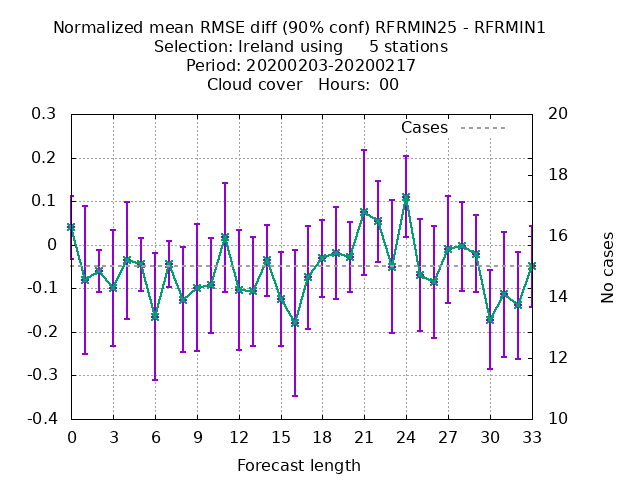 Normalized mean RMSE diff (90% conf) RFRMIN25 - RFRMIN1
Selection: Ireland using 5 stations
Period: 20200203-20200217
Cloud cover Hours: 00
Cases
0.3
0.2
0.1
0
-0.1
-0.2
-0.3
-0.4
20
18
16
14
12
10
No cases
0 3 6 9 12 15 18 21 24 27 30 33
Forecast length